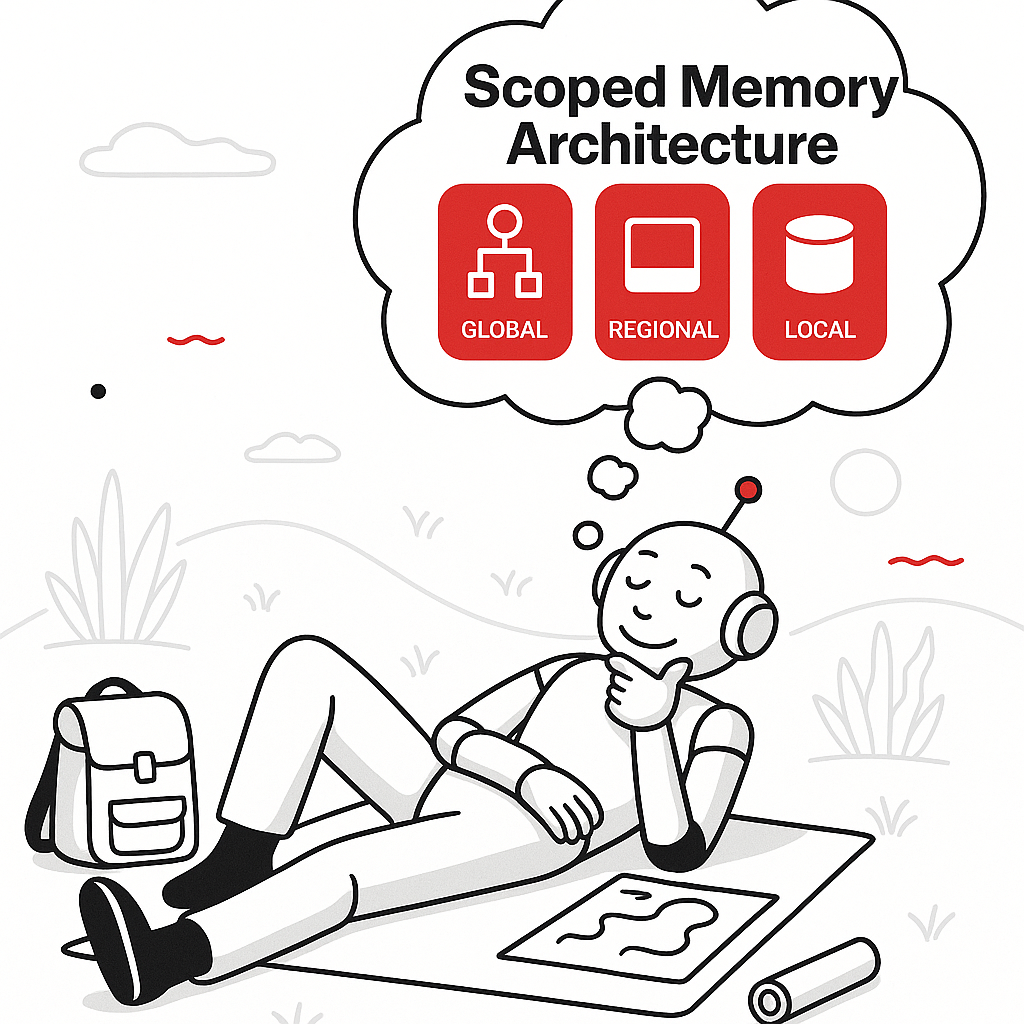 Scoped Memory
Architecture
GLOBAL
REGIONAL
LOCAL